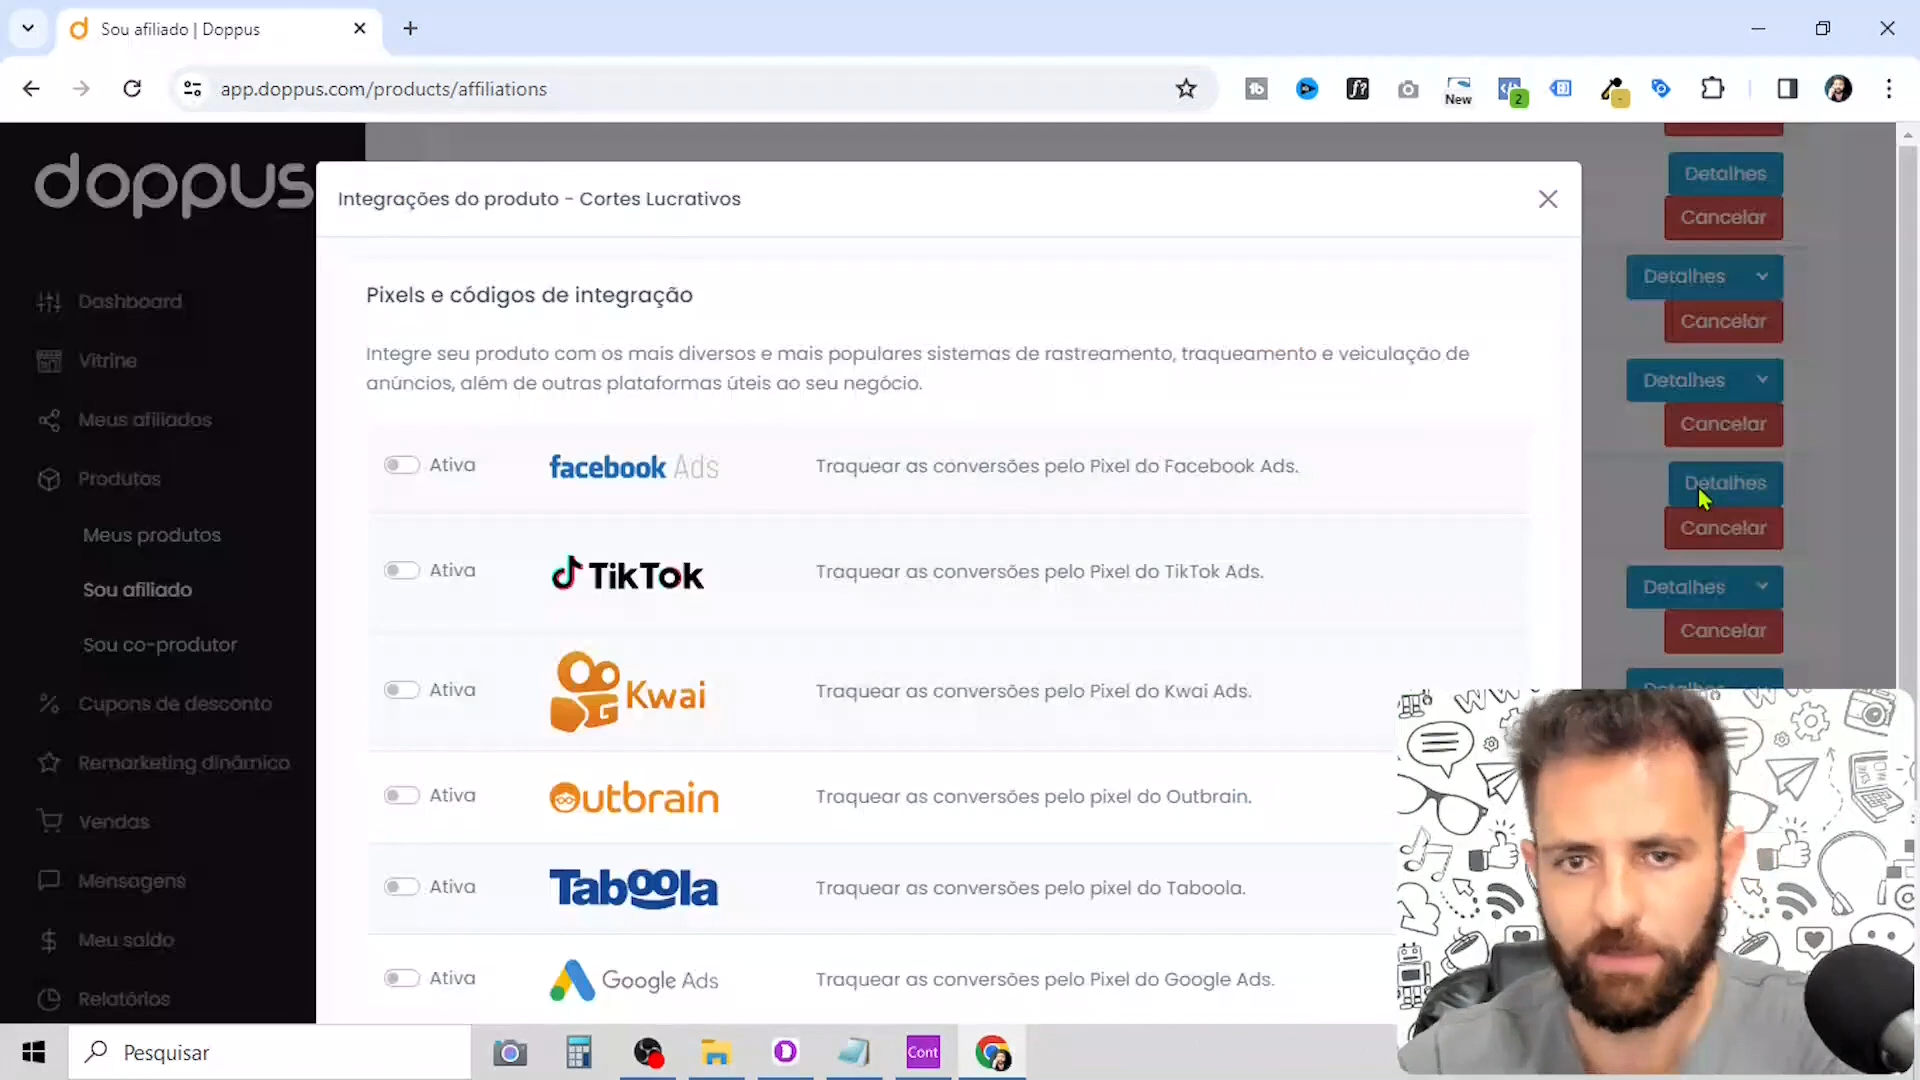 Sou afiliado | Doppus
app.doppus.com/products/affiliations
New
2
doppus
Integrações do produto - Cortes Lucrativos
Detalhes
Cancelar
Pixels e códigos de integração
Integre seu produto com os mais diversos e mais populares sistemas de rastreamento, traqueamento e veiculação de
anúncios, além de outras plataformas úteis ao seu negócio.
Dashboard
Vitrine
Meus afiliados
Produtos
Meus produtos
Sou afiliado
Sou co-produtor
Cupons de desconto
Remarketing dinâmico
Vendas
Mensagens
Meu saldo
Relatórios
Ativa
facebook Ads
Traquear as conversões pelo Pixel do Facebook Ads.
Ativa
TikTok
Traquear as conversões pelo Pixel do TikTok Ads.
Ativa
Kwai
Traquear as conversões pelo Pixel do Kwai Ads.
Ativa
Outbrain
Traquear as conversões pelo pixel do Outbrain.
Ativa
Taboola
Traquear as conversões pelo pixel do Taboola.
Ativa
Google Ads
Traquear as conversões pelo Pixel do Google Ads.
Detalhes
Cancelar
Detalhes
Cancelar
Detalhes
Cancelar
Detalhes
Cancelar
Pesquisar
Cont